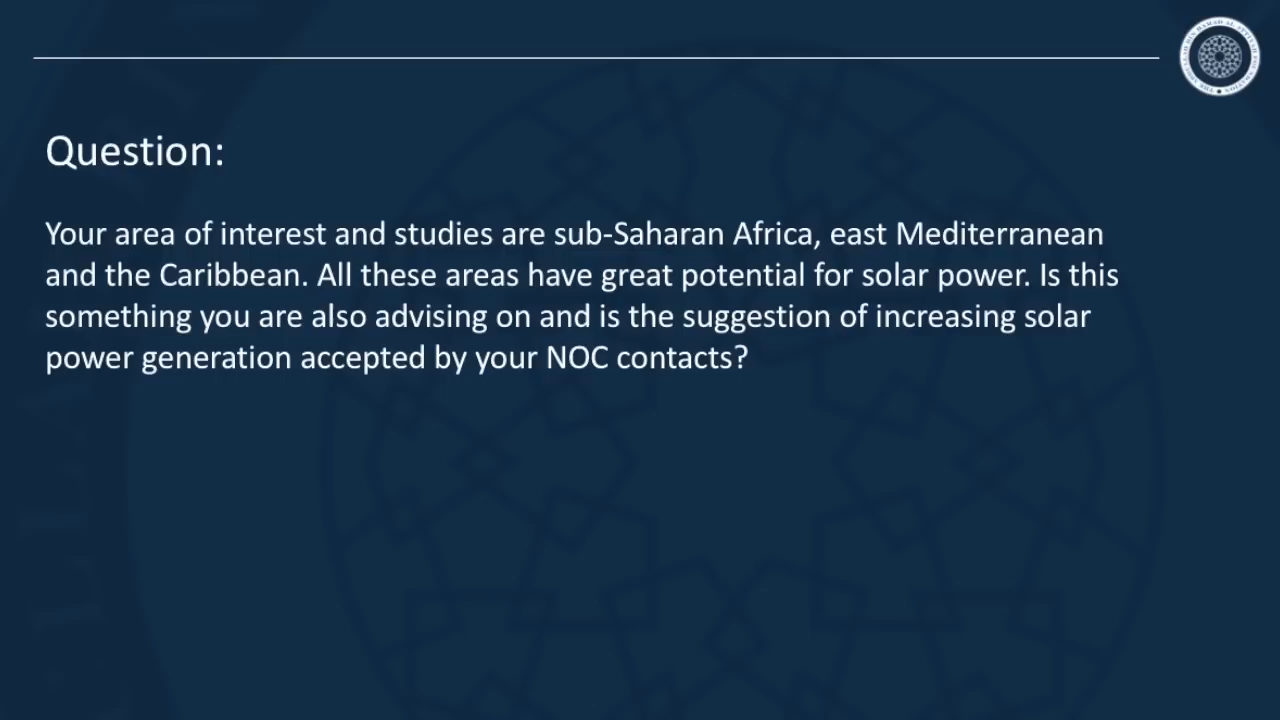 Question:
Your area of interest and studies are sub-Saharan Africa, east Mediterranean
and the Caribbean. All these areas have great potential for solar power. Is this
something you are also advising on and is the suggestion of increasing solar
power generation accepted by your NOC contacts?